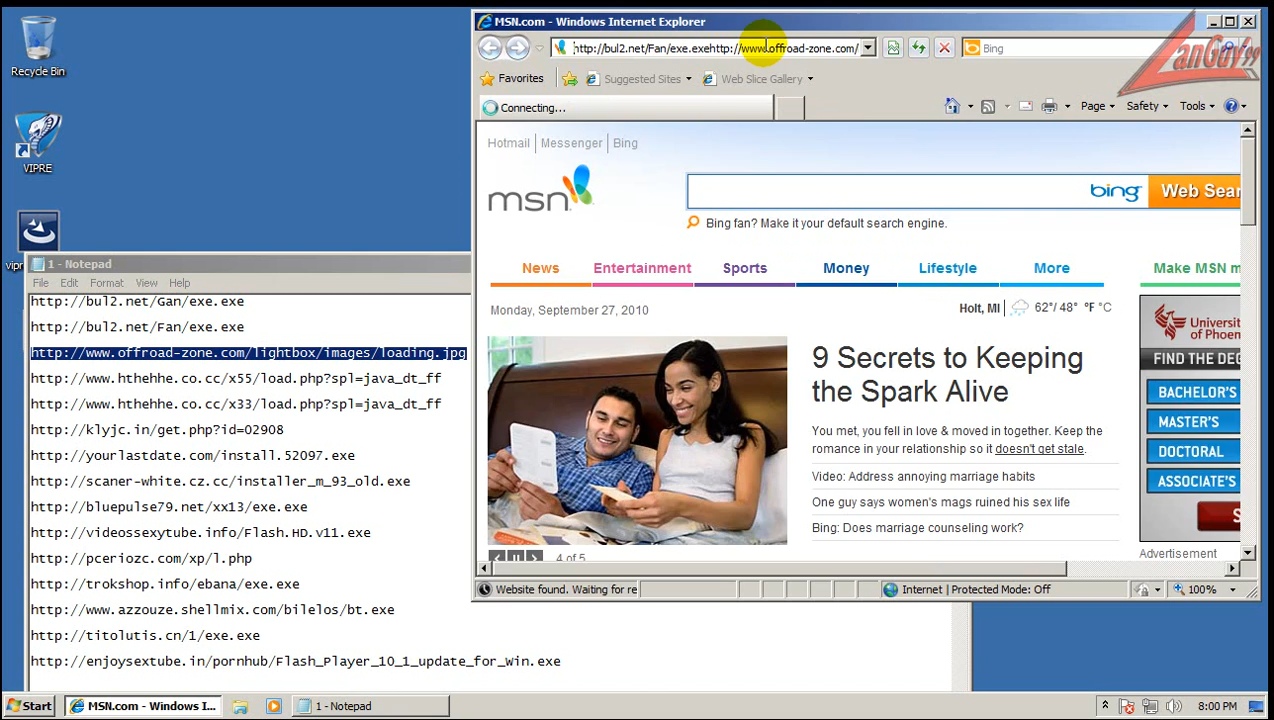 Recycle Bin
VIPRE
vipr
MSN.com - Windows Internet Explorer
http://bul2.net/Fan/exe.exehttp://www.offroad-zone.com/
Bing
LanGuy99
Favorites
Suggested Sites
Web Slice Gallery
Connecting...
Page
Safety
Tools
Hotmail
Messenger
Bing
msn
bing
Web Sear
Bing fan? Make it your default search engine.
News
Entertainment
Sports
Money
Lifestyle
More
Make MSN m
Monday, September 27, 2010
Holt, MI
62°/ 48° °F °C
University
of Phoen
FIND THE DEG
BACHELOR'S
MASTER'S
DOCTORAL
ASSOCIATE'S
S
Advertisement
9 Secrets to Keeping
the Spark Alive
You met, you fell in love & moved in together. Keep the
romance in your relationship so it doesn't get stale.
Video: Address annoying marriage habits
One guy says women's mags ruined his sex life
Bing: Does marriage counseling work?
4 of 5
Website found. Waiting for re
Internet | Protected Mode: Off
100%
1 - Notepad
File Edit Format View Help
http://bul2.net/Gan/exe.exe
http://bul2.net/Fan/exe.exe
http://www.offroad-zone.com/lightbox/images/loading.jpg
http://www.hthehhe.co.cc/x55/load.php?spl=java_dt_ff
http://www.hthehhe.co.cc/x33/load.php?spl=java_dt_ff
http://klyjc.in/get.php?id=02908
http://yourlastdate.com/install.52097.exe
http://scaner-white.cz.cc/installer_m_93_old.exe
http://bluepulse79.net/xx13/exe.exe
http://videossexytube.info/Flash.HD.v11.exe
http://pceriozc.com/xp/l.php
http://trokshop.info/ebana/exe.exe
http://www.azzouze.shellmix.com/bilelos/bt.exe
http://titolutis.cn/1/exe.exe
http://enjoysextube.in/pornhub/Flash_Player_10_1_update_for_Win.exe
Start
MSN.com - Windows I...
1 - Notepad
8:00 PM